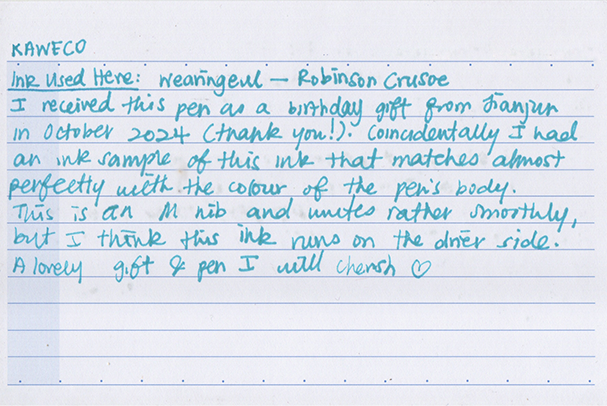 KAWECO
Ink Used Here: wearingeul — Robinson Crusoe
I received this pen as a birthday gift from Jianjun
in October 2024 (thank you!). Coincidentally I had
an ink sample of this ink that matches almost
perfectly with the colour of the pen's body.
This is an M nib and writes rather smoothly,
but I think this ink runs on the drier side.
A lovely gift & pen I will cherish ♡